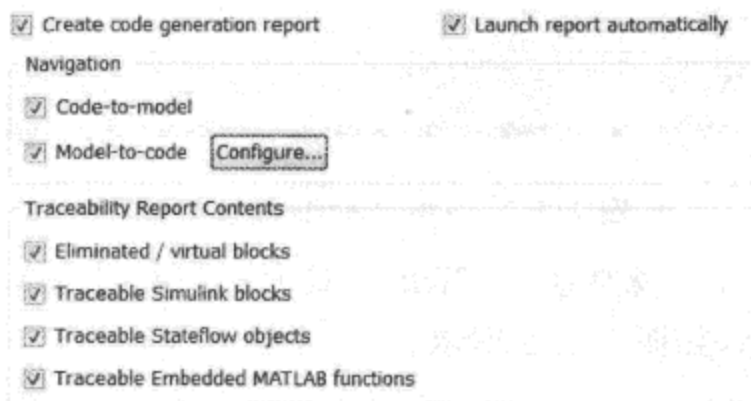 Create code generation report Launch report automatically
Navigation
Code-to-model
Model-to-code Configure...
Traceability Report Contents
Eliminated / virtual blocks
Traceable Simulink blocks
Traceable Stateflow objects
Traceable Embedded MATLAB functions